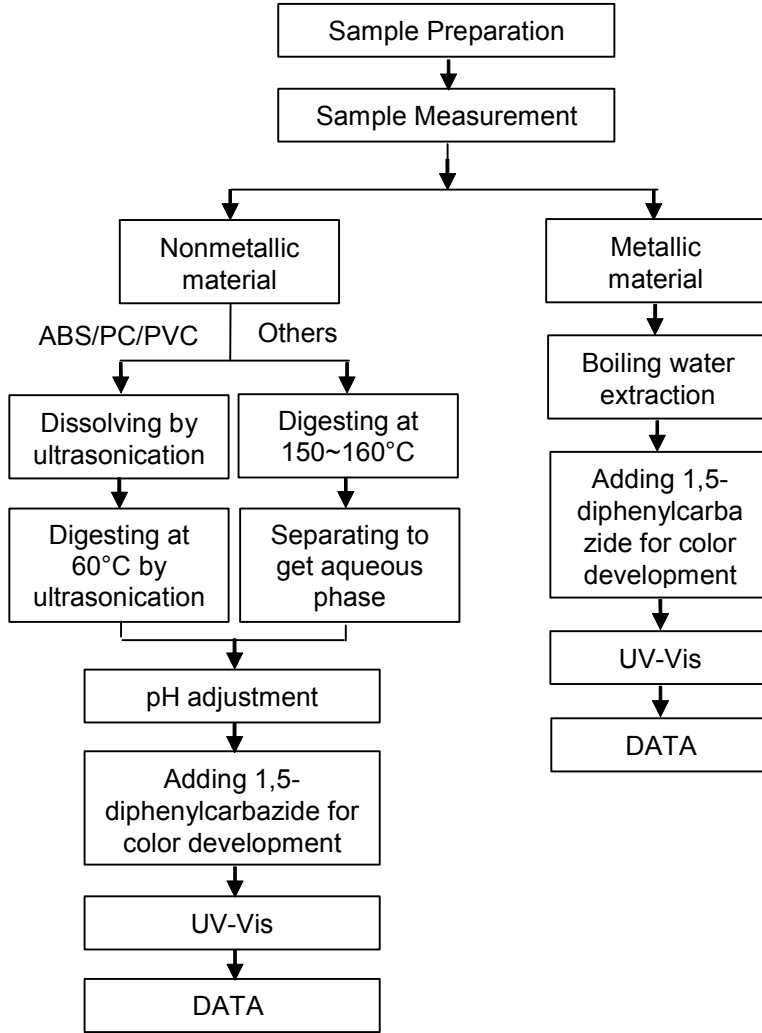 Sample Preparation
Sample Measurement
Nonmetallic
material
ABS/PC/PVC
Others
Dissolving by
ultrasonication
Digesting at
150~160°C
Digesting at
60°C by
ultrasonication
Separating to
get aqueous
phase
pH adjustment
Adding 1,5-
diphenylcarbazide for
color development
UV-Vis
DATA
Metallic
material
Boiling water
extraction
Adding 1,5-
diphenylcarba
zide for color
development
UV-Vis
DATA